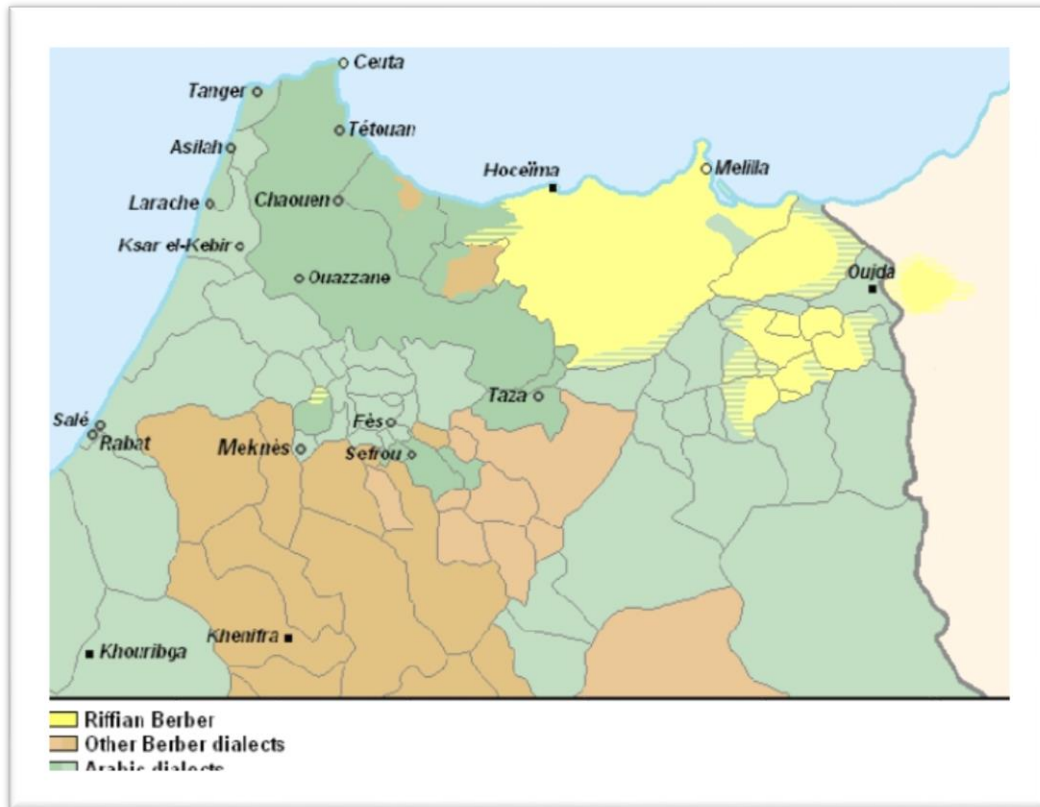 Ceuta
Tanger
Tétouan
Asilah
Hoceïma
Melilla
Larache
Chaouen
Ksar el-Kebir
Ouazzane
Oujda
Taza
Salé
Rabat
Fès
Meknès
Sefrou
Khenifra
Khouribga
Riffian Berber
Other Berber dialects
Arabic dialects